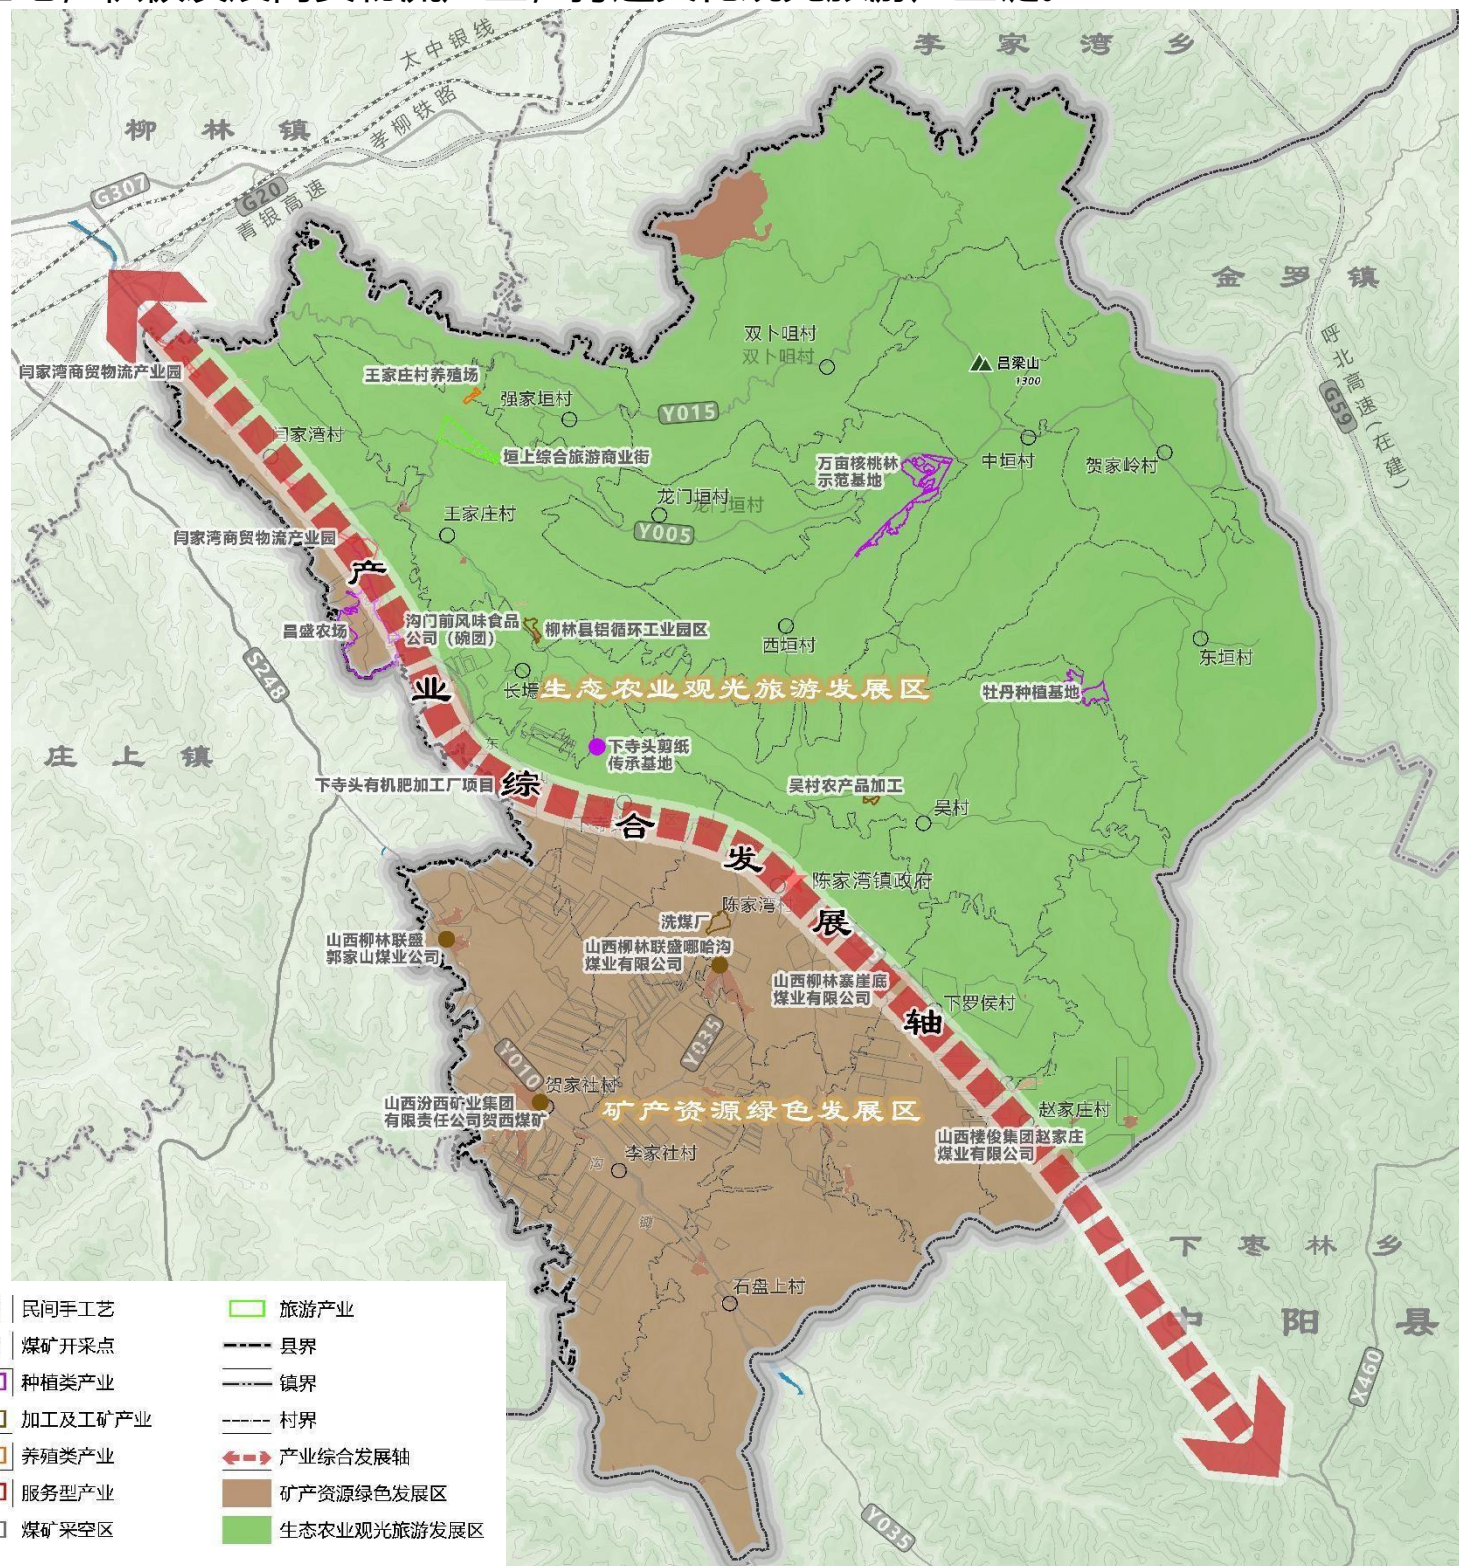 李家湾乡
太中银线
柳林镇
孝柳铁路
G307
G20
青银高速
金罗镇
呼北高速(在建)
G59
双卜咀村
双卜咀村
吕梁山
1300
闫家湾商贸物流产业园
王家庄村养殖场
强家垣村
Y015
闫家湾村
垣上综合旅游商业街
万亩核桃林
示范基地
中垣村
贺家岭村
龙门垣村
龙门垣村
王家庄村
Y005
闫家湾商贸物流产业园
产
昌盛农场
沟门前风味食品
公司（碗团）
柳林县铝循环工业园区
西垣村
东垣村
S248
长墕
业
生态农业观光旅游发展区
牡丹种植基地
庄上镇
东
下寺头剪纸
传承基地
下寺头有机肥加工厂项目
综
吴村农产品加工
吴村
下寺
合
发
陈家湾镇政府
陈家湾村
展
洗煤厂
山西柳林联盛
郭家山煤业公司
山西柳林联盛哪哈沟
煤业有限公司
山西柳林寨崖底
煤业有限公司
下罗侯村
轴
Y035
Y010
贺家社村
山西汾西矿业集团
有限责任公司贺西煤矿
矿产资源绿色发展区
赵家庄村
山西楼俊集团赵家庄
煤业有限公司
李家社村
沟
下枣林乡
石盘上村
中阳县
X460
Y035
民间手工艺
旅游产业
煤矿开采点
县界
种植类产业
镇界
加工及工矿产业
村界
养殖类产业
产业综合发展轴
服务型产业
矿产资源绿色发展区
煤矿采空区
生态农业观光旅游发展区